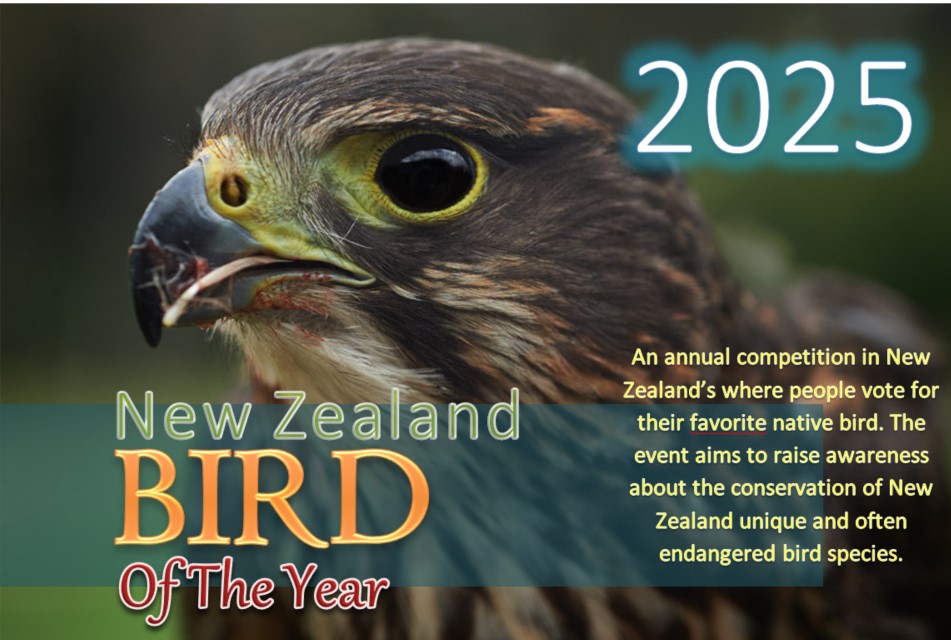 2025
An annual competition in New
Zealand's where people vote for
their favorite native bird. The
event aims to raise awareness
about the conservation of New
Zealand unique and often
endangered bird species.
New Zealand
BIRD
Of The Year